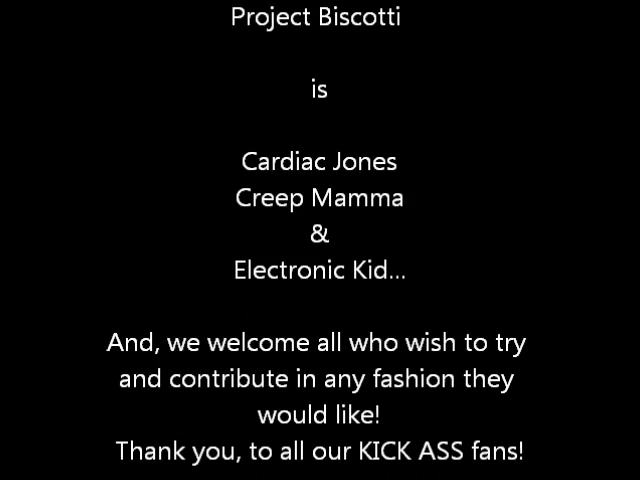 Project Biscotti
is
Cardiac Jones
Creep Mamma
&
Electronic Kid...
And, we welcome all who wish to try
and contribute in any fashion they
would like!
Thank you, to all our KICK ASS fans!